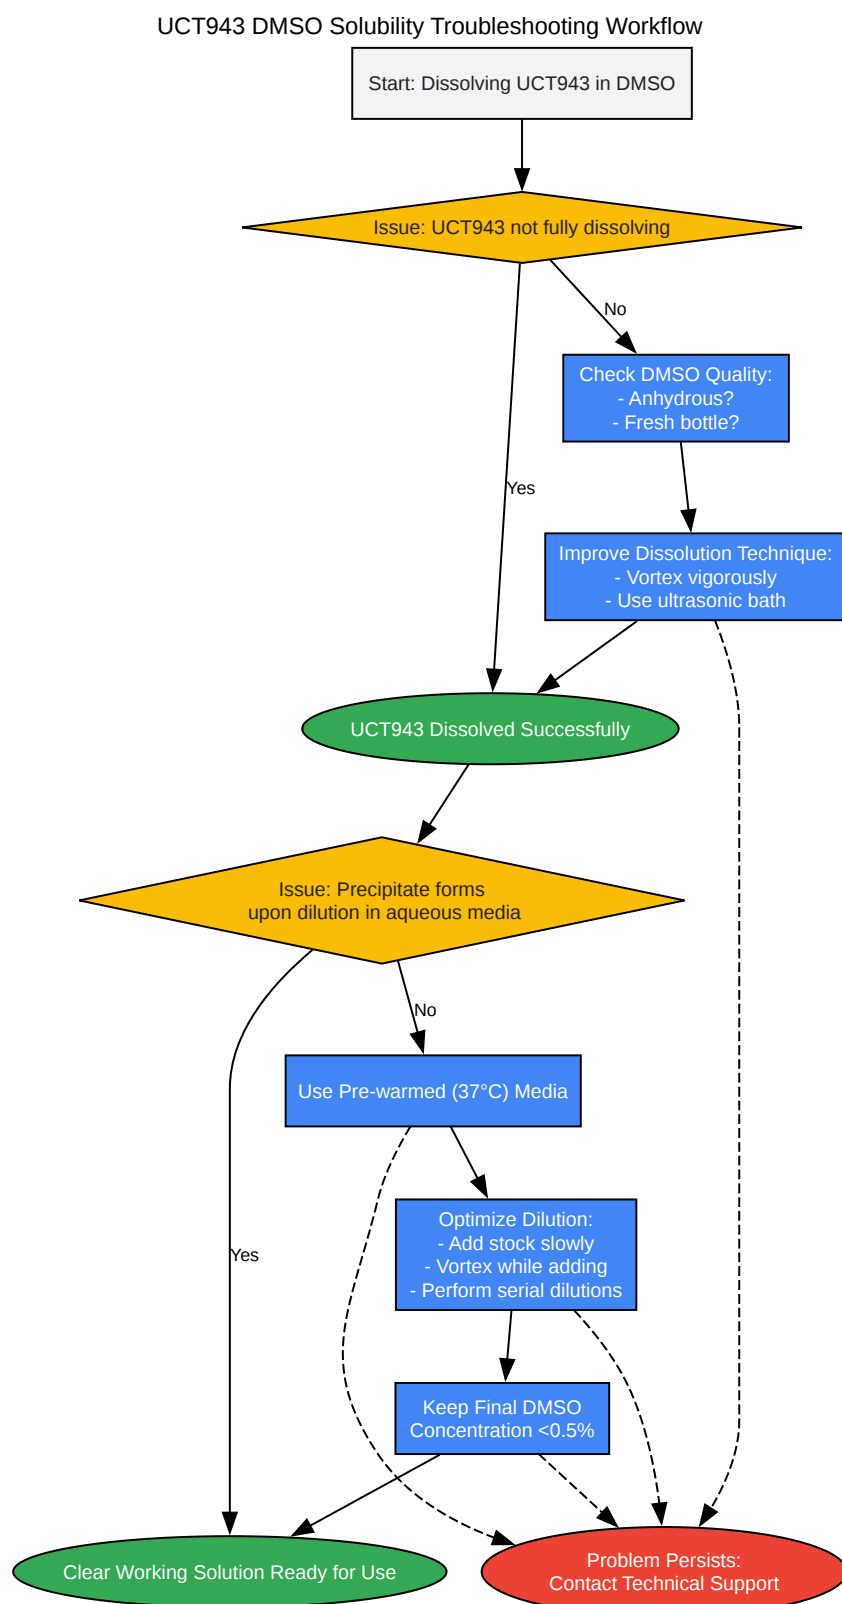 UCT943 DMSO Solubility Troubleshooting Workflow
Start: Dissolving UCT943 in DMSO
Issue: UCT943 not fully dissolving
No
Check DMSO Quality:
- Anhydrous?
- Fresh bottle?
Yes
Improve Dissolution Technique:
- Vortex vigorously
- Use ultrasonic bath
UCT943 Dissolved Successfully
Issue: Precipitate forms
upon dilution in aqueous media
No
Use Pre-warmed (37°C) Media
Yes
Optimize Dilution:
- Add stock slowly
- Vortex while adding
- Perform serial dilutions
Keep Final DMSO
Concentration <0.5%
Clear Working Solution Ready for Use
Problem Persists:
Contact Technical Support